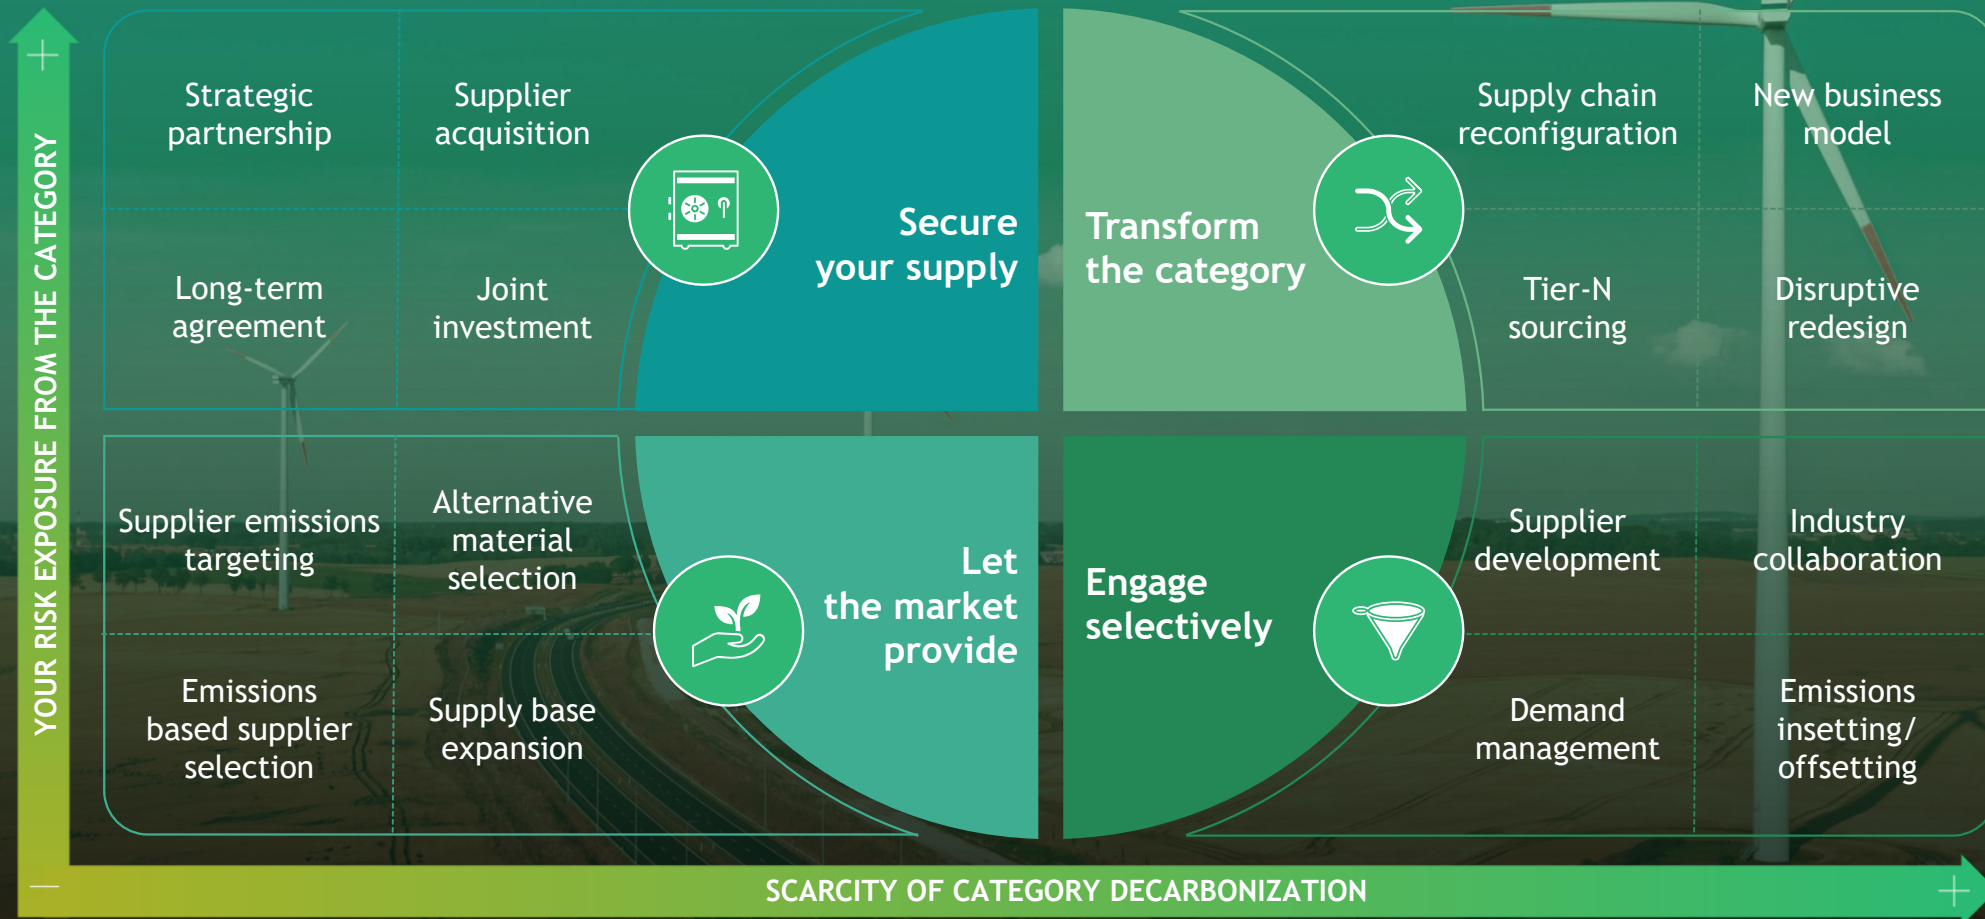 YOUR RISK EXPOSURE FROM THE CATEGORY
Strategic
partnership
Supplier
acquisition
Long-term
agreement
Joint
investment
Secure
your supply
Transform
the category
Supply chain
reconfiguration
New business
model
Tier-N
sourcing
Disruptive
redesign
Supplier emissions
targeting
Alternative
material
selection
Emissions
based supplier
selection
Supply base
expansion
Let
the market
provide
Engage
selectively
Supplier
development
Industry
collaboration
Demand
management
Emissions
insetting/
offsetting
SCARCITY OF CATEGORY DECARBONIZATION